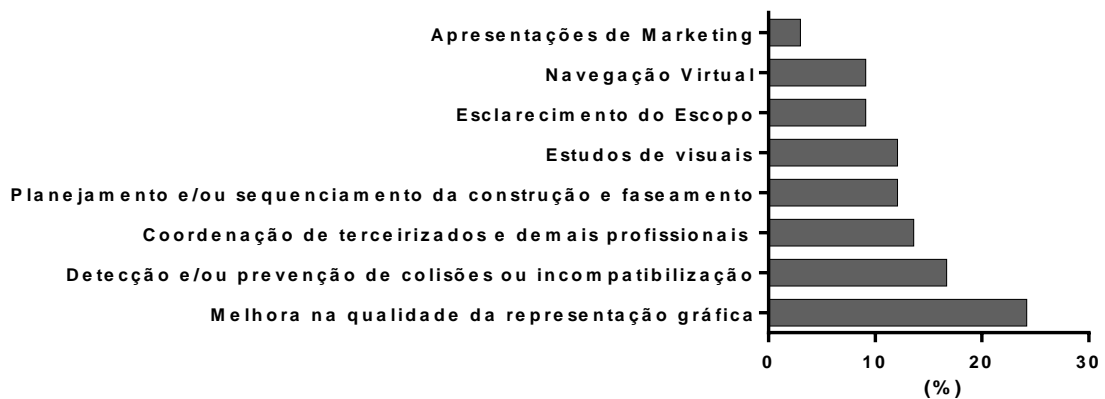 Apresentações de Marketing
Navegação Virtual
Esclarecimento do Escopo
Estudos de visuais
Planejamento e/ou sequenciamento da construção e faseamento
Coordenação de terceirizados e demais profissionais
Detecção e/ou prevenção de colisões ou incompatibilização
Melhora na qualidade da representação gráfica
0 10 20 30
(%)